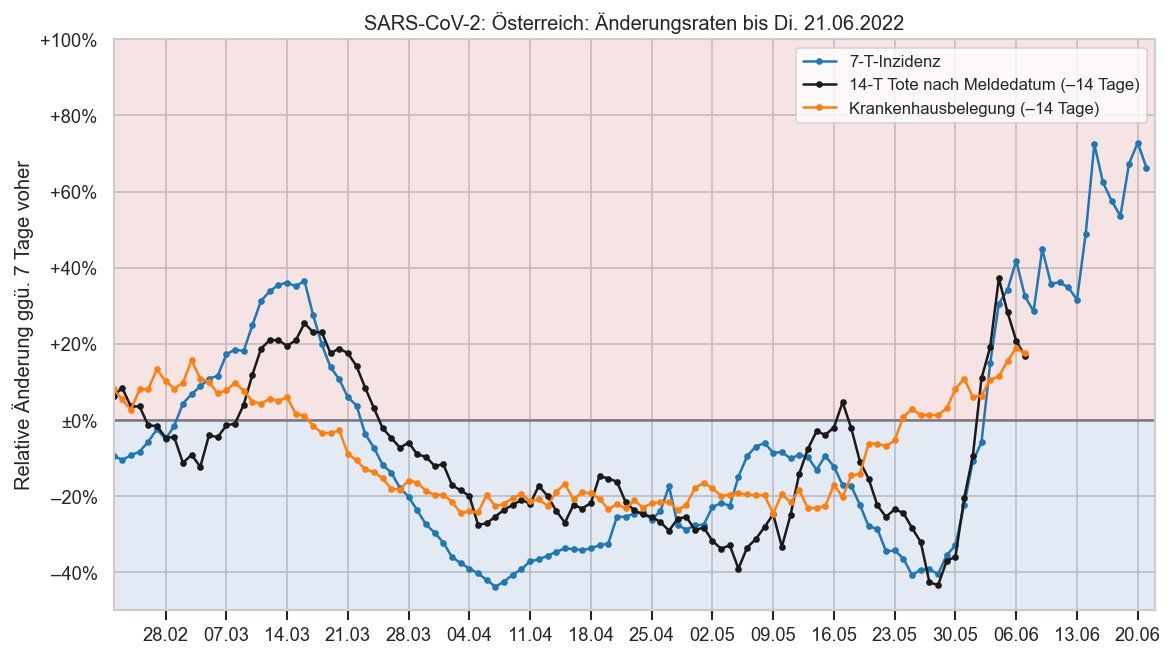 SARS-CoV-2: Österreich: Änderungsraten bis Di. 21.06.2022
+100%
+80%
+60%
+40%
+20%
±0%
–20%
–40%
Relative Änderung ggü. 7 Tage voher
7-T-Inzidenz
14-T Tote nach Meldedatum (–14 Tage)
Krankenhausbelegung (–14 Tage)
28.02 07.03 14.03 21.03 28.03 04.04 11.04 18.04 25.04 02.05 09.05 16.05 23.05 30.05 06.06 13.06 20.06